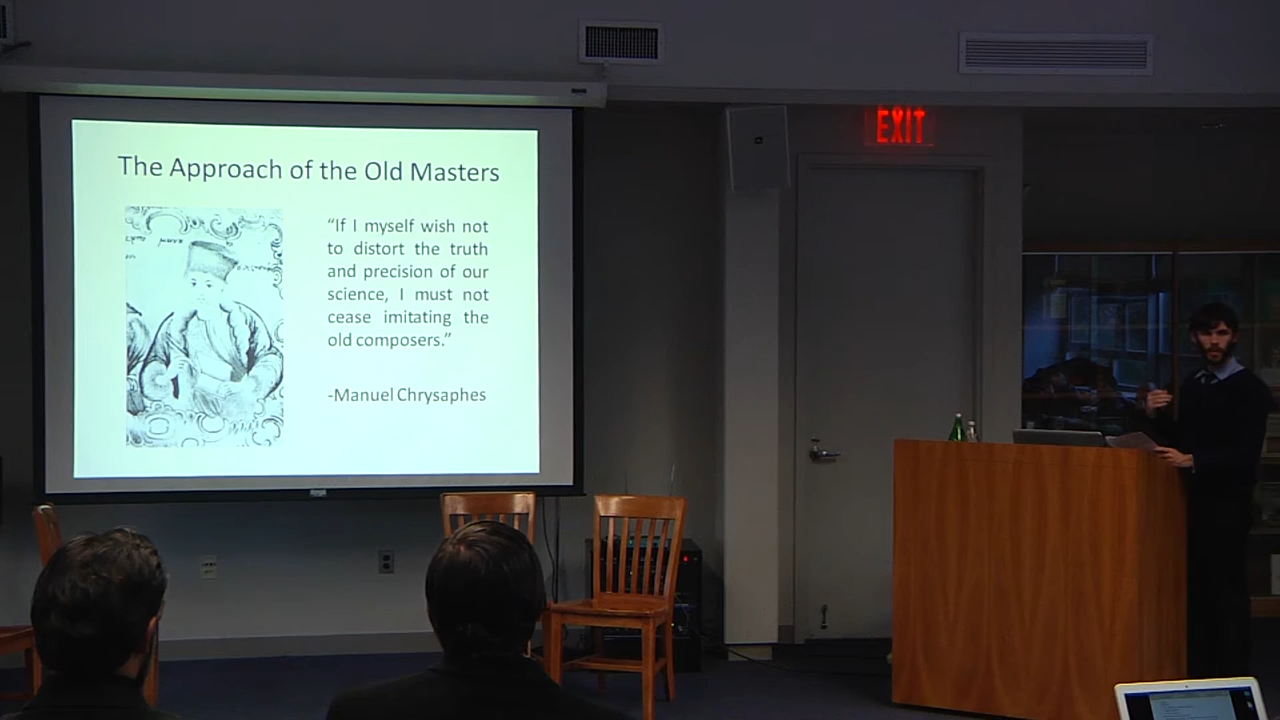 The Approach of the Old Masters
"If I myself wish not
to distort the truth
and precision of our
science, I must not
cease imitating the
old composers."
-Manuel Chrysaphes
EXIT